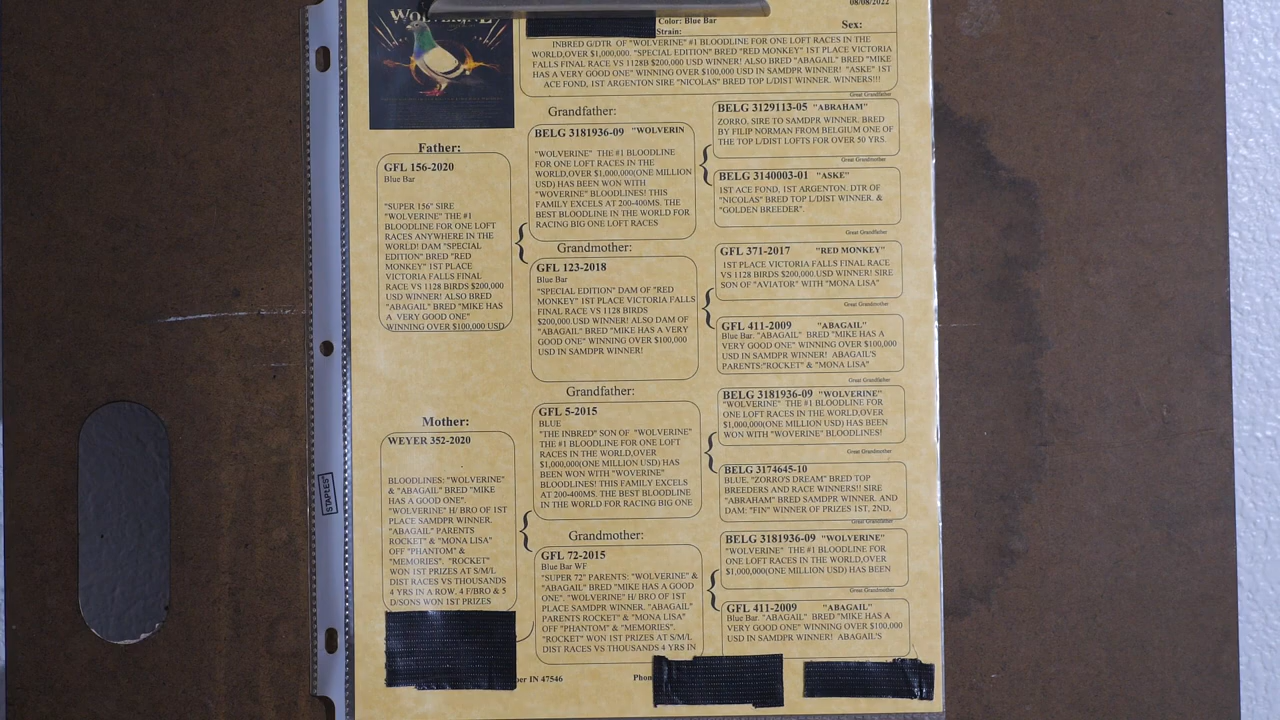 WOLVERINE
08/08/2022
Color: Blue Bar
Strain:
Sex:
INBRED G/DTR OF "WOLVERINE" #1 BLOODLINE FOR ONE LOFT RACES IN THE
WORLD,OVER $1,000,000. "SPECIAL EDITION" BRED "RED MONKEY" 1ST PLACE VICTORIA
FALLS FINAL RACE VS 1128B $200,000 USD WINNER! ALSO BRED "ABAGAIL" BRED "MIKE
HAS A VERY GOOD ONE" WINNING OVER $100,000 USD IN SAMDPR WINNER! "ASKE" 1ST
ACE FOND, 1ST ARGENTON SIRE "NICOLAS" BRED TOP L/DIST WINNER. WINNERS!!!
Father:
GFL 156-2020
Blue Bar
"SUPER 156" SIRE
"WOLVERINE" THE #1
BLOODLINE FOR ONE LOFT
RACES ANYWHERE IN THE
WORLD! DAM "SPECIAL
EDITION" BRED "RED
MONKEY" 1ST PLACE
VICTORIA FALLS FINAL
RACE VS 1128 BIRDS $200,000
USD WINNER! ALSO BRED
"ABAGAIL" BRED "MIKE HAS
A VERY GOOD ONE"
WINNING OVER $100,000 USD
Mother:
WEYER 352-2020
BLOODLINES: "WOLVERINE"
& "ABAGAIL" BRED "MIKE
HAS A GOOD ONE".
"WOLVERINE" H/ BRO OF 1ST
PLACE SAMDPR WINNER.
"ABAGAIL" PARENTS
ROCKET" & "MONA LISA"
OFF "PHANTOM" &
"MEMORIES". "ROCKET"
WON 1ST PRIZES AT S/M/L
DIST RACES VS THOUSANDS
4 YRS IN A ROW. 4 F/BRO & 5
D/SONS WON 1ST PRIZES
Grandfather:
BELG 3181936-09 "WOLVERIN
"WOLVERINE" THE #1 BLOODLINE
FOR ONE LOFT RACES IN THE
WORLD,OVER $1,000,000(ONE MILLION
USD) HAS BEEN WON WITH
"WOVERINE" BLOODLINES! THIS
FAMILY EXCELS AT 200-400MS. THE
BEST BLOODLINE IN THE WORLD FOR
RACING BIG ONE LOFT RACES
Grandmother:
GFL 123-2018
Blue Bar
"SPECIAL EDITION" DAM OF "RED
MONKEY" 1ST PLACE VICTORIA FALLS
FINAL RACE VS 1128 BIRDS
$200,000.USD WINNER! ALSO DAM OF
"ABAGAIL" BRED "MIKE HAS A VERY
GOOD ONE" WINNING OVER $100,000
USD IN SAMDPR WINNER!
Grandfather:
GFL 5-2015
BLUE
"THE INBRED" SON OF "WOLVERINE"
THE #1 BLOODLINE FOR ONE LOFT
RACES IN THE WORLD,OVER
$1,000,000(ONE MILLION USD) HAS
BEEN WON WITH "WOVERINE"
BLOODLINES! THIS FAMILY EXCELS
AT 200-400MS. THE BEST BLOODLINE
IN THE WORLD FOR RACING BIG ONE
Grandmother:
GFL 72-2015
Blue Bar WF
"SUPER 72" PARENTS: "WOLVERINE" &
"ABAGAIL" BRED "MIKE HAS A GOOD
ONE". "WOLVERINE" H/ BRO OF 1ST
PLACE SAMDPR WINNER. "ABAGAIL"
PARENTS ROCKET" & "MONA LISA"
OFF "PHANTOM" & "MEMORIES".
"ROCKET" WON 1ST PRIZES AT S/M/L
DIST RACES VS THOUSANDS 4 YRS IN
Great Grandfather
BELG 3129113-05 "ABRAHAM"
ZORRO, SIRE TO SAMDPR WINNER. BRED
BY FILIP NORMAN FROM BELGIUM ONE OF
THE TOP L/DIST LOFTS FOR OVER 50 YRS.
Great Grandmother
BELG 3140003-01 "ASKE"
1ST ACE FOND, 1ST ARGENTON. DTR OF
"NICOLAS" BRED TOP L/DIST WINNER. &
"GOLDEN BREEDER".
Great Grandfather
GFL 371-2017 "RED MONKEY"
1ST PLACE VICTORIA FALLS FINAL RACE
VS 1128 BIRDS $200,000.USD WINNER! SIRE
SON OF "AVIATOR" WITH "MONA LISA"
Great Grandmother
GFL 411-2009 "ABAGAIL"
Blue Bar. "ABAGAIL" BRED "MIKE HAS A
VERY GOOD ONE" WINNING OVER $100,000
USD IN SAMDPR WINNER! ABAGAIL'S
PARENTS:"ROCKET" & "MONA LISA"
Great Grandfather
BELG 3181936-09 "WOLVERINE"
"WOLVERINE" THE #1 BLOODLINE FOR
ONE LOFT RACES IN THE WORLD,OVER
$1,000,000(ONE MILLION USD) HAS BEEN
WON WITH "WOVERINE" BLOODLINES!
Great Grandmother
BELG 3174645-10
BLUE. "ZORRO'S DREAM" BRED TOP
BREEDERS AND RACE WINNERS!! SIRE
"ABRAHAM" BRED SAMDPR WINNER. AND
DAM: "FIN" WINNER OF PRIZES 1ST, 2ND,
Great Grandfather
BELG 3181936-09 "WOLVERINE"
"WOLVERINE" THE #1 BLOODLINE FOR
ONE LOFT RACES IN THE WORLD,OVER
$1,000,000(ONE MILLION USD) HAS BEEN
Great Grandmother
GFL 411-2009 "ABAGAIL"
Blue Bar. "ABAGAIL" BRED "MIKE HAS A
VERY GOOD ONE" WINNING OVER $100,000
USD IN SAMDPR WINNER! ABAGAIL'S
er IN 47546
Phon
STAPLES